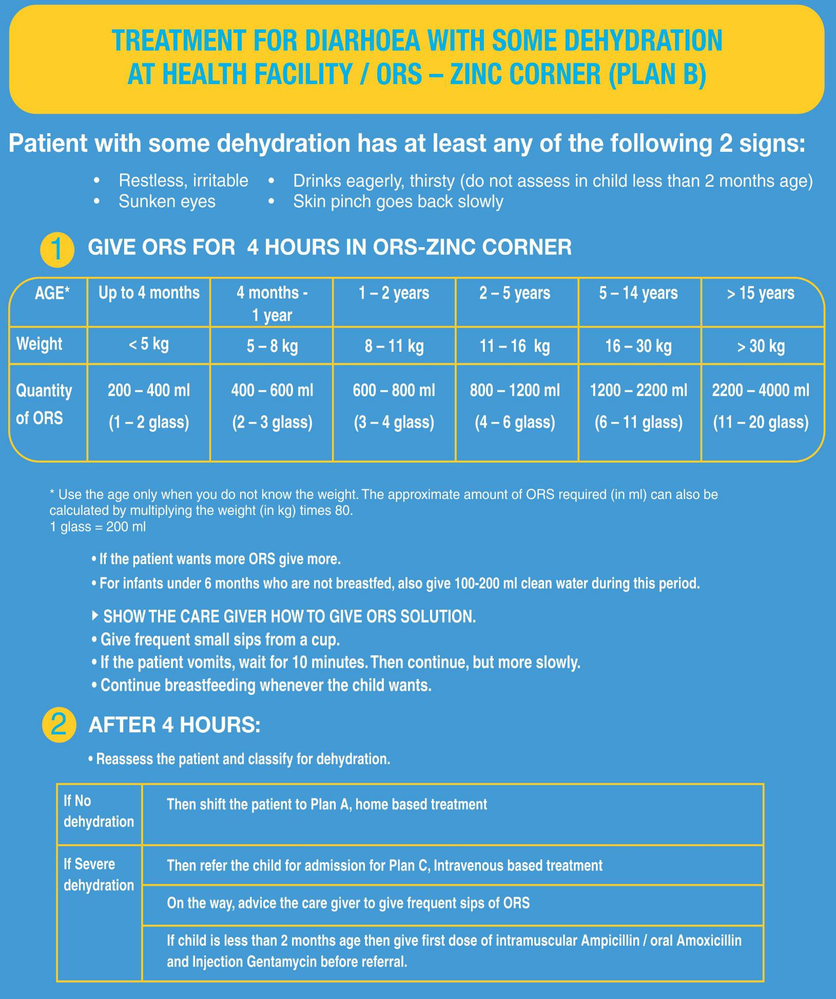 TREATMENT FOR DIARHOEA WITH SOME DEHYDRATION
AT HEALTH FACILITY / ORS – ZINC CORNER (PLAN B)
Patient with some dehydration has at least any of the following 2 signs:
• Restless, irritable • Drinks eagerly, thirsty (do not assess in child less than 2 months age)
• Sunken eyes • Skin pinch goes back slowly
1 GIVE ORS FOR 4 HOURS IN ORS-ZINC CORNER
AGE* Up to 4 months 4 months - 1 – 2 years 2 – 5 years 5 – 14 years > 15 years
1 year
Weight < 5 kg 5 – 8 kg 8 – 11 kg 11 – 16 kg 16 – 30 kg > 30 kg
Quantity 200 – 400 ml 400 – 600 ml 600 – 800 ml 800 – 1200 ml 1200 – 2200 ml 2200 – 4000 ml
of ORS (1 – 2 glass) (2 – 3 glass) (3 – 4 glass) (4 – 6 glass) (6 – 11 glass) (11 – 20 glass)
* Use the age only when you do not know the weight. The approximate amount of ORS required (in ml) can also be
calculated by multiplying the weight (in kg) times 80.
1 glass = 200 ml
• If the patient wants more ORS give more.
• For infants under 6 months who are not breastfed, also give 100-200 ml clean water during this period.
SHOW THE CARE GIVER HOW TO GIVE ORS SOLUTION.
• Give frequent small sips from a cup.
• If the patient vomits, wait for 10 minutes. Then continue, but more slowly.
• Continue breastfeeding whenever the child wants.
2 AFTER 4 HOURS:
• Reassess the patient and classify for dehydration.
If No Then shift the patient to Plan A, home based treatment
dehydration
If Severe Then refer the child for admission for Plan C, Intravenous based treatment
dehydration
On the way, advice the care giver to give frequent sips of ORS
If child is less than 2 months age then give first dose of intramuscular Ampicillin / oral Amoxicillin
and Injection Gentamycin before referral.